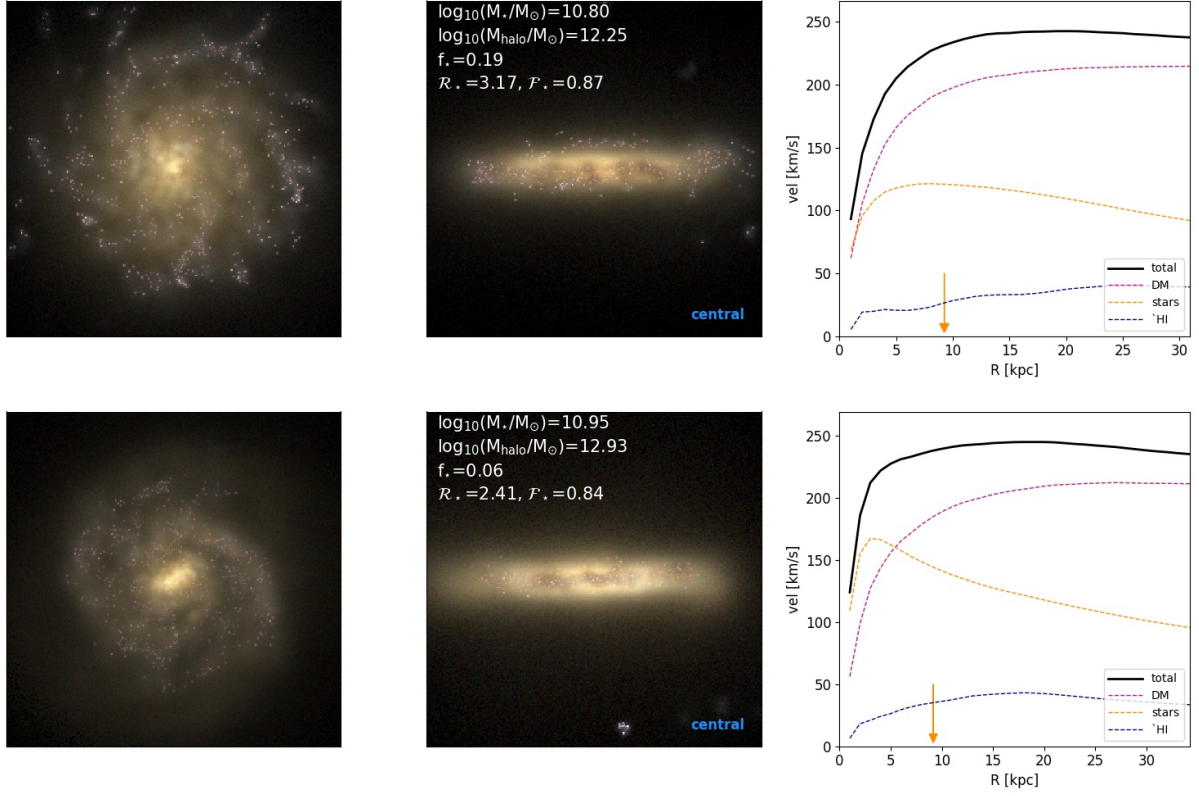 log₁₀(M⋆/M⊙)=10.80
log₁₀(Mhalo/M⊙)=12.25
f⋆=0.19
ℛ⋆=3.17, ℱ⋆=0.87
central
vel [km/s]
250
200
150
100
50
0
total
DM
stars
`HI
0 5 10 15 20 25 30
R [kpc]
log₁₀(M⋆/M⊙)=10.95
log₁₀(Mhalo/M⊙)=12.93
f⋆=0.06
ℛ⋆=2.41, ℱ⋆=0.84
central
vel [km/s]
250
200
150
100
50
0
total
DM
stars
`HI
0 5 10 15 20 25 30
R [kpc]